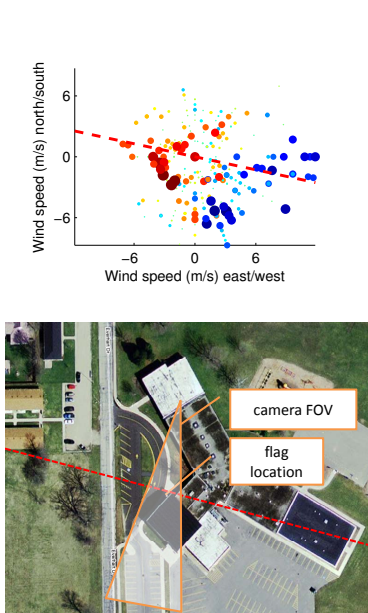 Wind speed (m/s) north/south
6
0
−6
−6
0
6
Wind speed (m/s) east/west
camera FOV
flag
location